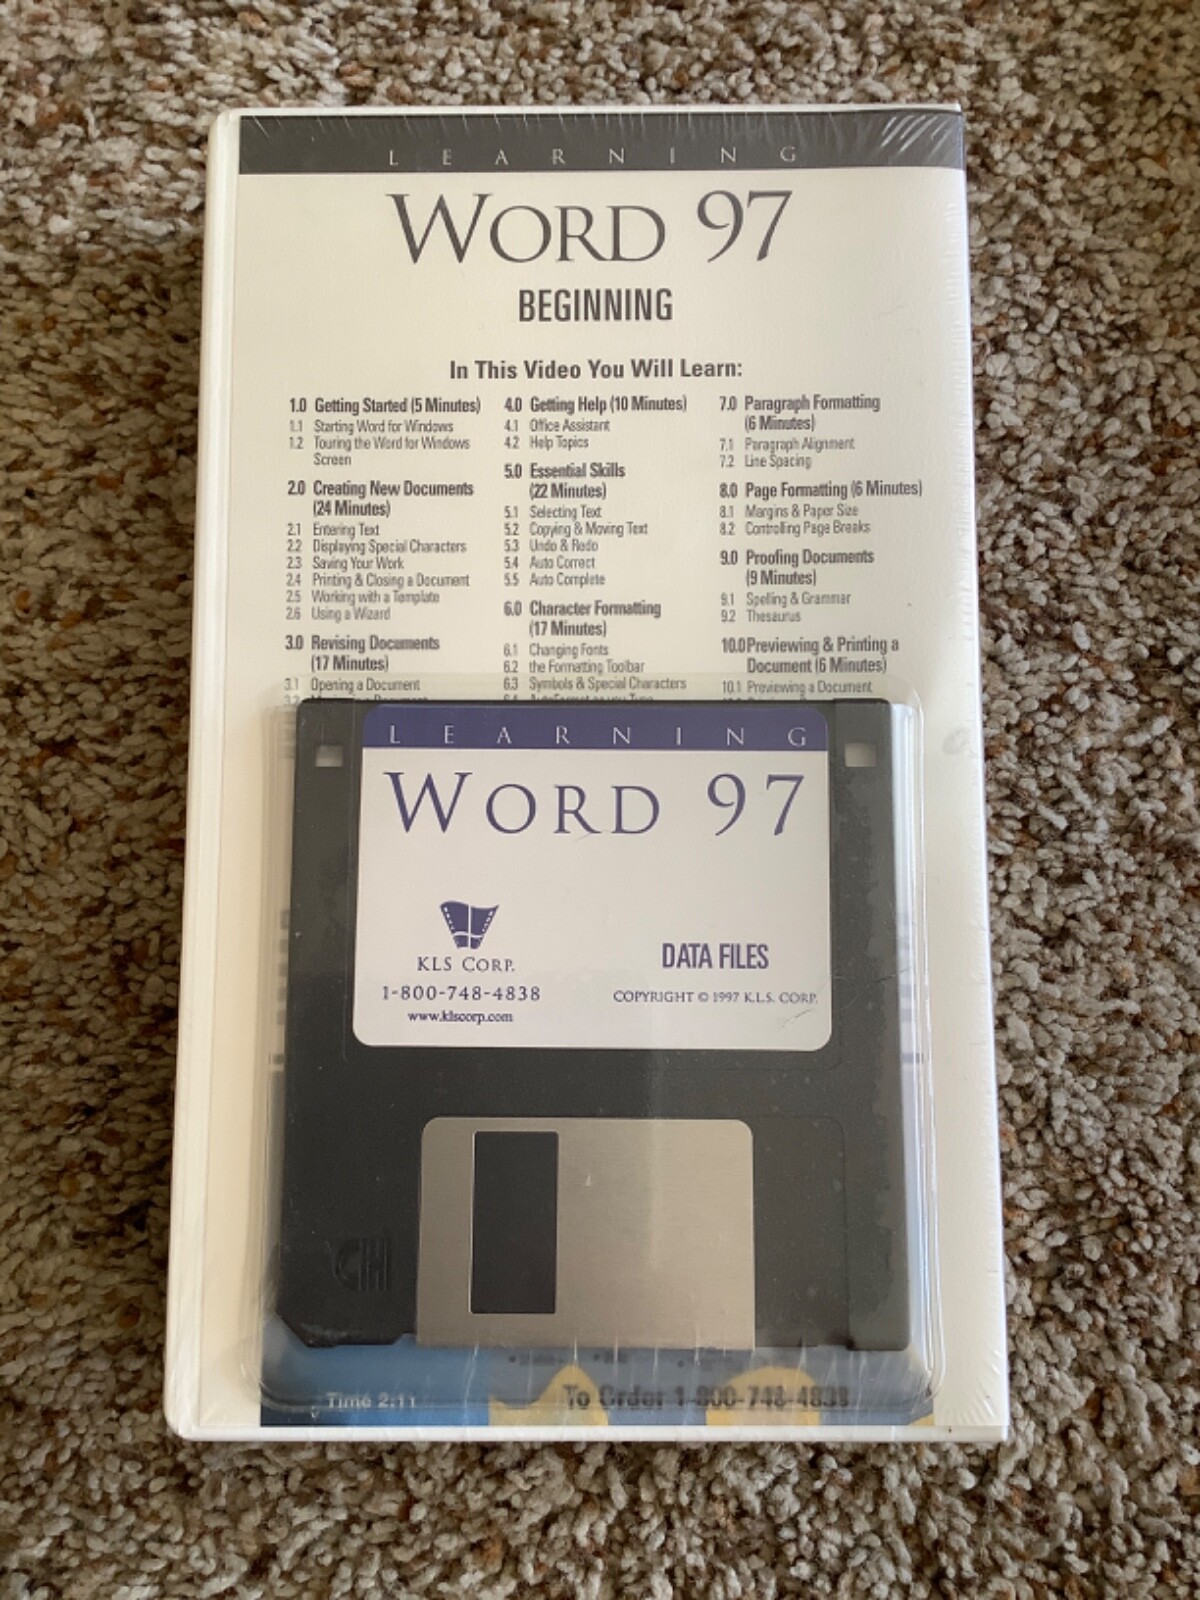 LEARNING
WORD 97
BEGINNING
In This Video You Will Learn:
1.0 Getting Started (5 Minutes)
1.1 Starting Word for Windows
1.2 Touring the Word for Windows
Screen
2.0 Creating New Documents
(24 Minutes)
2.1 Entering Text
2.2 Displaying Special Characters
2.3 Saving Your Work
2.4 Printing & Closing a Document
2.5 Working with a Template
2.6 Using a Wizard
3.0 Revising Documents
(17 Minutes)
3.1 Opening a Document
4.0 Getting Help (10 Minutes)
4.1 Office Assistant
4.2 Help Topics
5.0 Essential Skills
(22 Minutes)
5.1 Selecting Text
5.2 Copying & Moving Text
5.3 Undo & Redo
5.4 Auto Correct
5.5 Auto Complete
6.0 Character Formatting
(17 Minutes)
6.1 Changing Fonts
6.2 the Formatting Toolbar
6.3 Symbols & Special Characters
6.4 AutoFormat as you Type
7.0 Paragraph Formatting
(6 Minutes)
7.1 Paragraph Alignment
7.2 Line Spacing
8.0 Page Formatting (6 Minutes)
8.1 Margins & Paper Size
8.2 Controlling Page Breaks
9.0 Proofing Documents
(9 Minutes)
9.1 Spelling & Grammar
9.2 Thesaurus
10.0 Previewing & Printing a
Document (6 Minutes)
10.1 Previewing a Document
LEARNING
WORD 97
KLS CORP.
1-800-748-4838
www.klscorp.com
DATA FILES
COPYRIGHT © 1997 K.L.S. CORP.
Time 2:11
To Order 1-800-748-4838